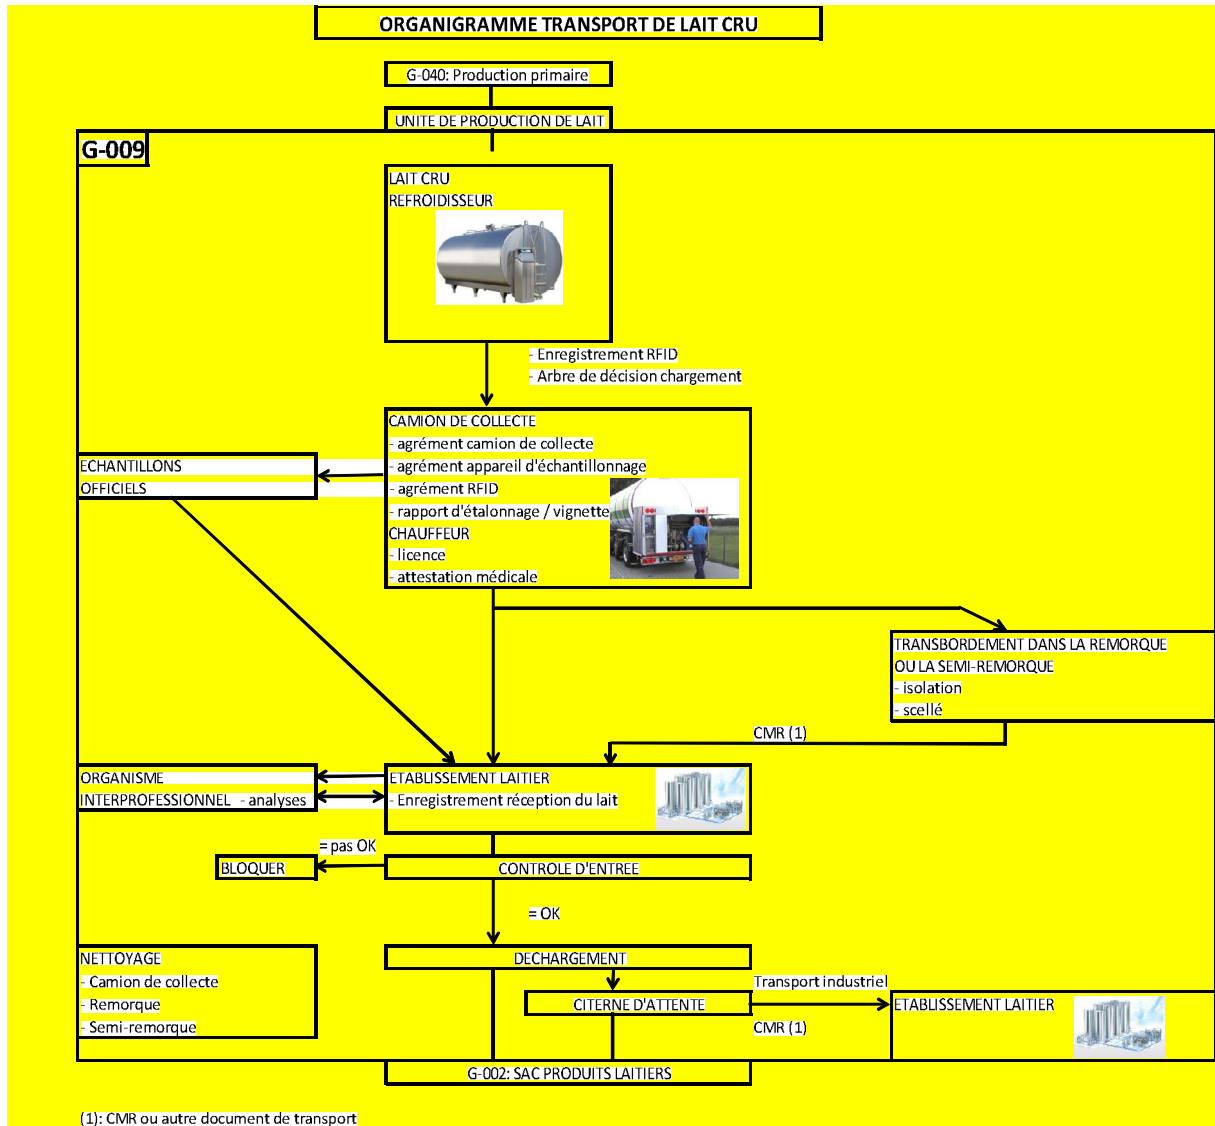 ORGANIGRAMME TRANSPORT DE LAIT CRU
G-040: Production primaire
UNITE DE PRODUCTION DE LAIT
G-009
LAIT CRU
REFROIDISSEUR
- Enregistrement RFID
- Arbre de décision chargement
CAMION DE COLLECTE
- agrément camion de collecte
- agrément appareil d'échantillonnage
- agrément RFID
- rapport d'étalonnage / vignette
CHAUFFEUR
- licence
- attestation médicale
ECHANTILLONS
OFFICIELS
TRANSBORDEMENT DANS LA REMORQUE
OU LA SEMI-REMORQUE
- isolation
- scellé
CMR (1)
ORGANISME
INTERPROFESSIONNEL - analyses
ETABLISSEMENT LAITIER
- Enregistrement réception du lait
= pas OK
BLOQUER
CONTROLE D'ENTREE
= OK
NETTOYAGE
- Camion de collecte
- Remorque
- Semi-remorque
DECHARGEMENT
CITERNE D'ATTENTE
Transport industriel
CMR (1)
ETABLISSEMENT LAITIER
G-002: SAC PRODUITS LAITIERS
(1): CMR ou autre document de transport